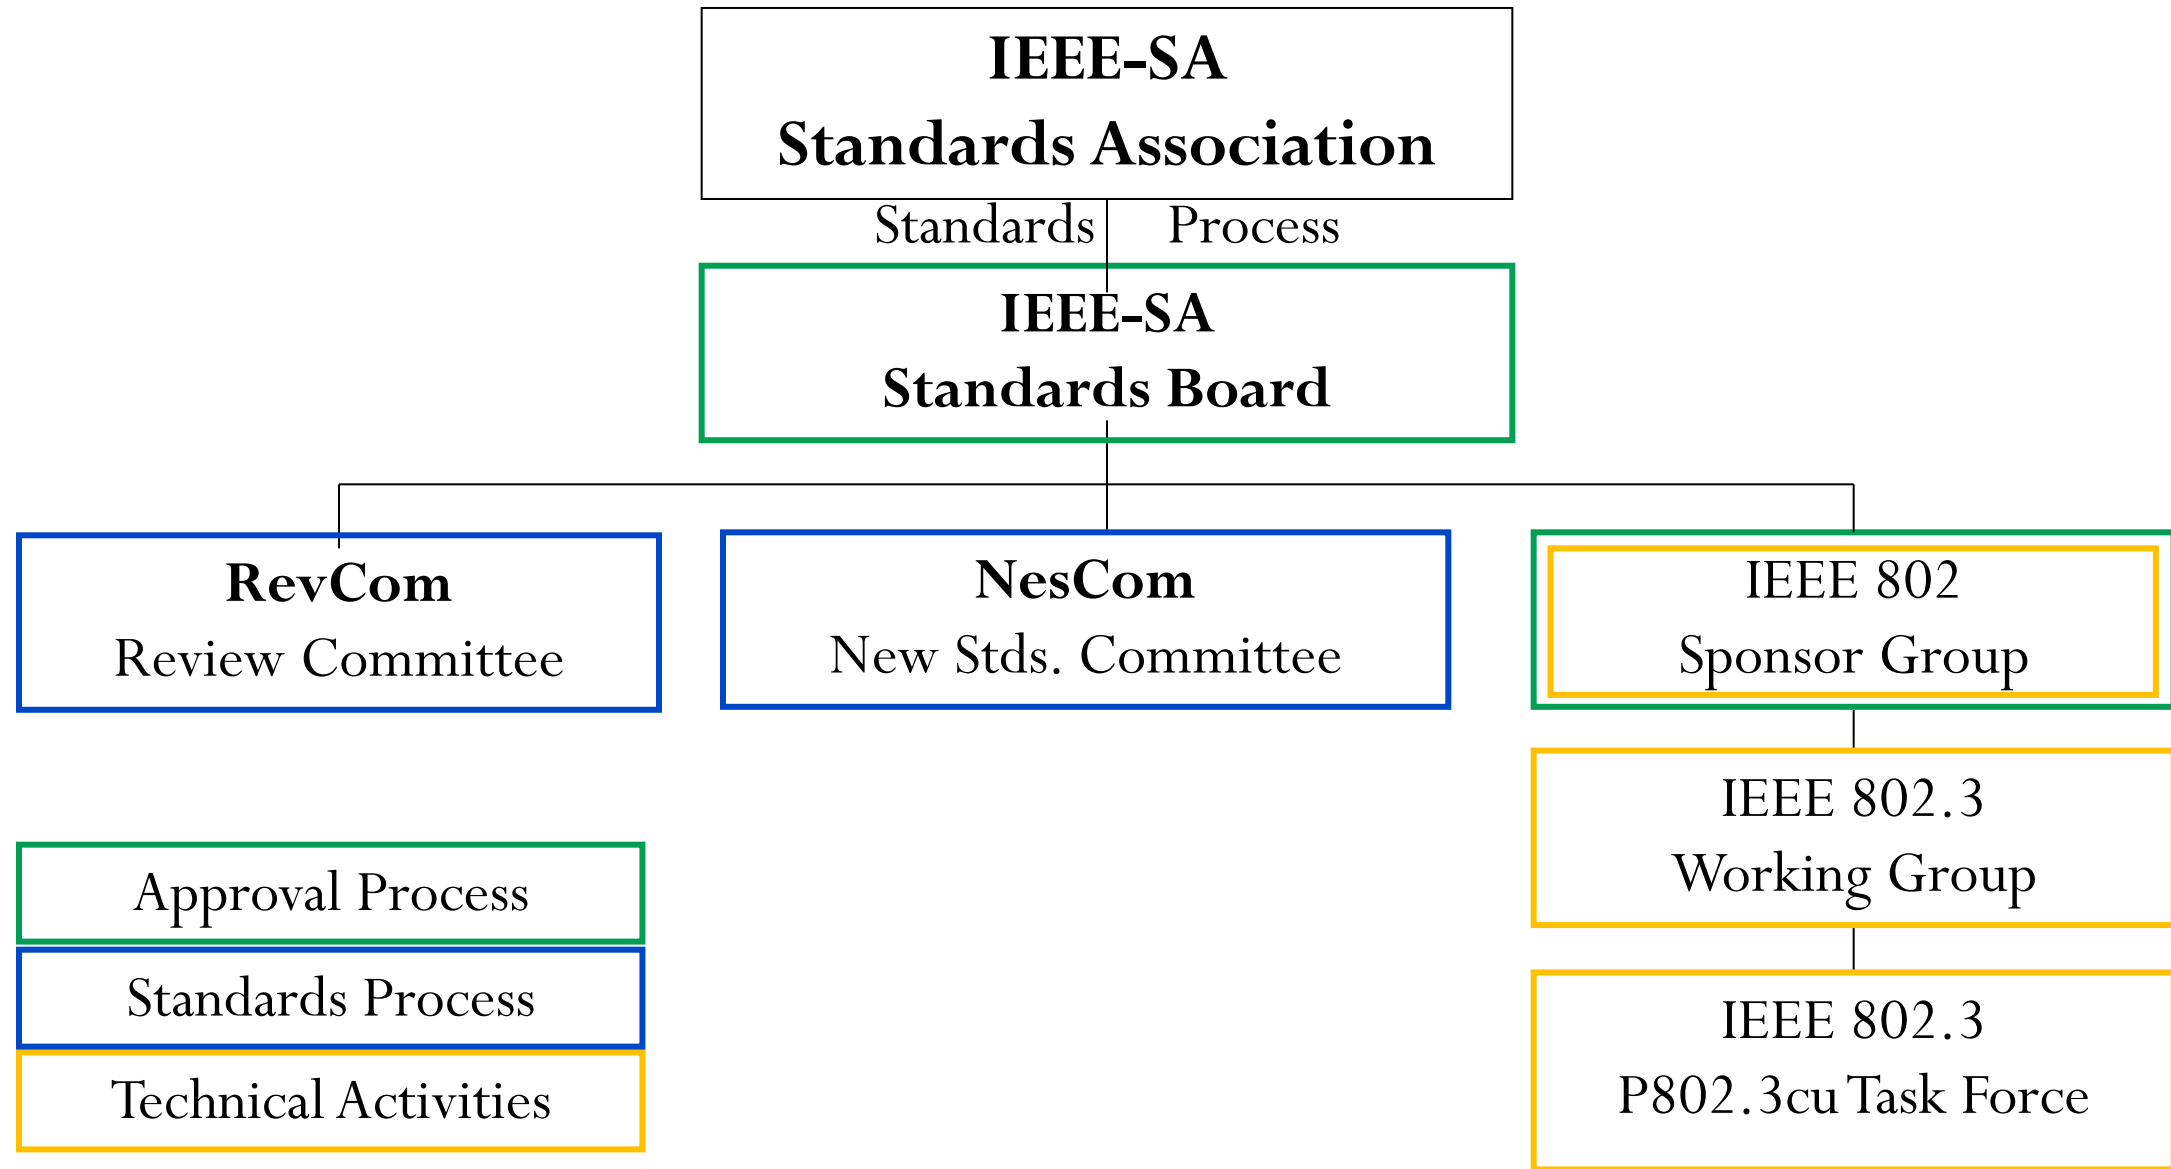 IEEE-SA
Standards Association
Standards Process
IEEE-SA
Standards Board
RevCom
Review Committee
NesCom
New Stds. Committee
IEEE 802
Sponsor Group
IEEE 802.3
Working Group
IEEE 802.3
P802.3cu Task Force
Approval Process
Standards Process
Technical Activities